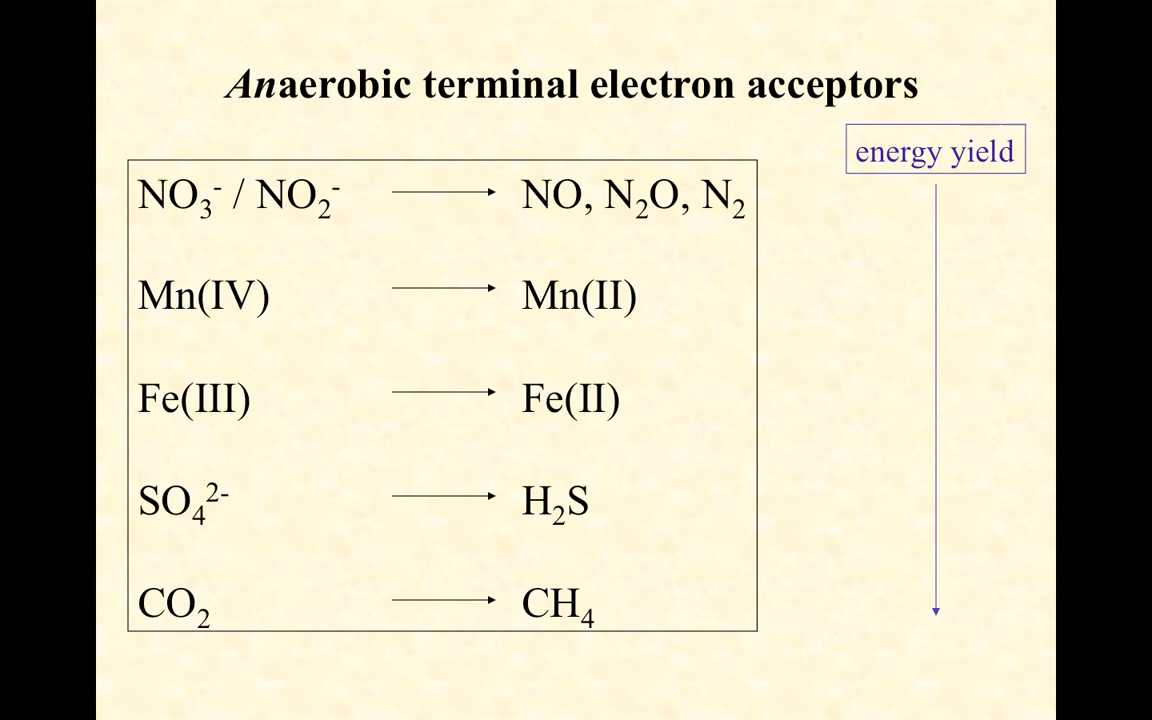 Anaerobic terminal electron acceptors
energy yield
NO₃⁻ / NO₂⁻ → NO, N₂O, N₂
Mn(IV) → Mn(II)
Fe(III) → Fe(II)
SO₄²⁻ → H₂S
CO₂ → CH₄